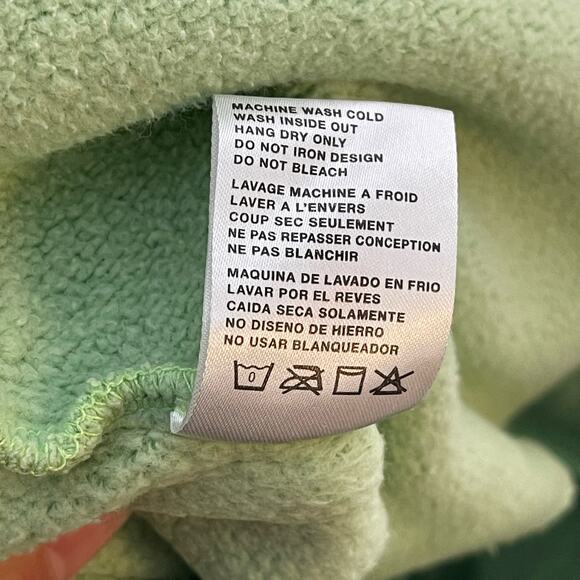 MACHINE WASH COLD
WASH INSIDE OUT
HANG DRY ONLY
DO NOT IRON DESIGN
DO NOT BLEACH
LAVAGE MACHINE A FROID
LAVER A L'ENVERS
COUP SEC SEULEMENT
NE PAS REPASSER CONCEPTION
NE PAS BLANCHIR
MAQUINA DE LAVADO EN FRIO
LAVAR POR EL REVES
CAIDA SECA SOLAMENTE
NO DISENO DE HIERRO
NO USAR BLANQUEADOR
0